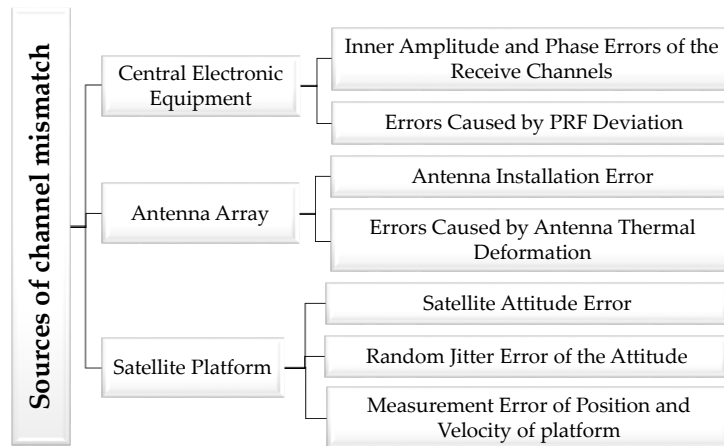 Sources of channel mismatch
Central Electronic
Equipment
Inner Amplitude and Phase Errors of the
Receive Channels
Errors Caused by PRF Deviation
Antenna Array
Antenna Installation Error
Errors Caused by Antenna Thermal
Deformation
Satellite Platform
Satellite Attitude Error
Random Jitter Error of the Attitude
Measurement Error of Position and
Velocity of platform